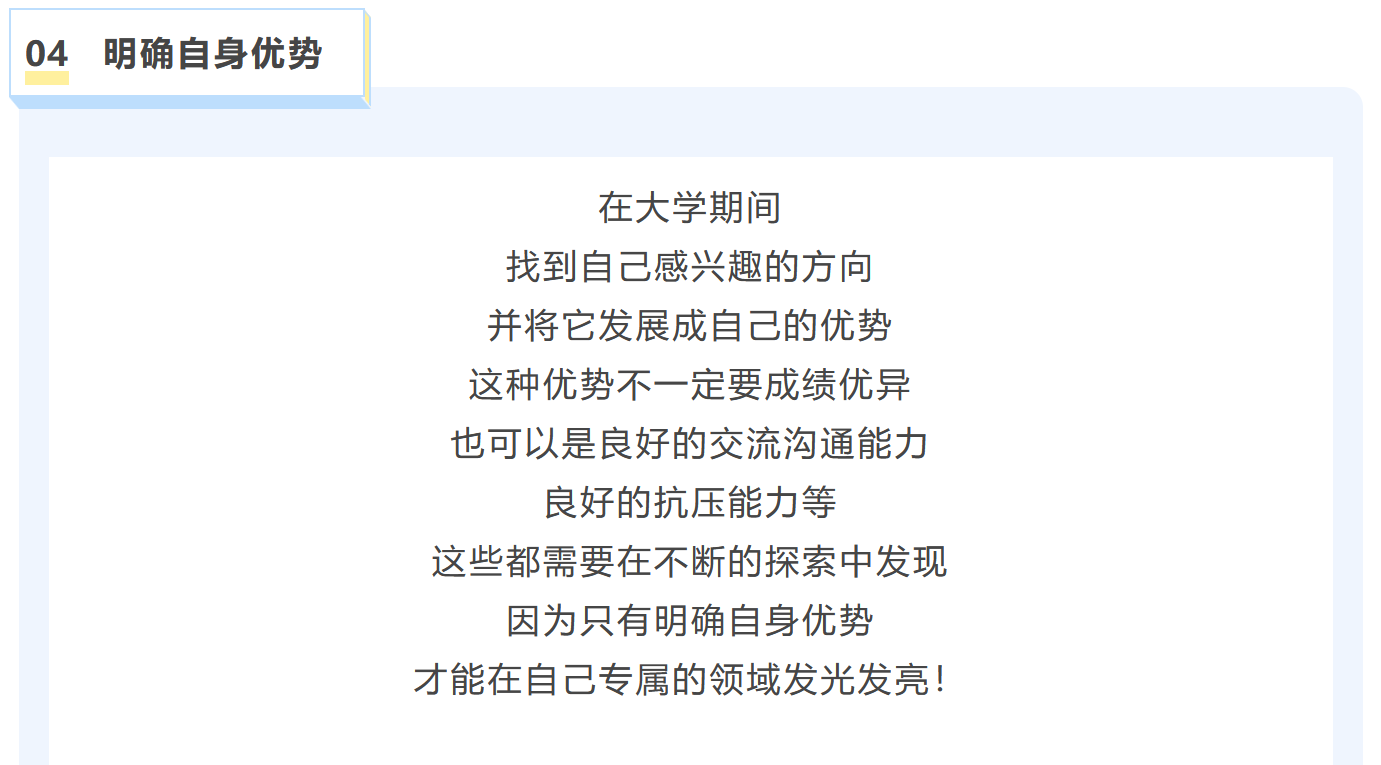 04 明确自身优势
在大学期间
找到自己感兴趣的方向
并将它发展成自己的优势
这种优势不一定要成绩优异
也可以是良好的交流沟通能力
良好的抗压能力等
这些都需要在不断的探索中发现
因为只有明确自身优势
才能在自己专属的领域发光发亮！